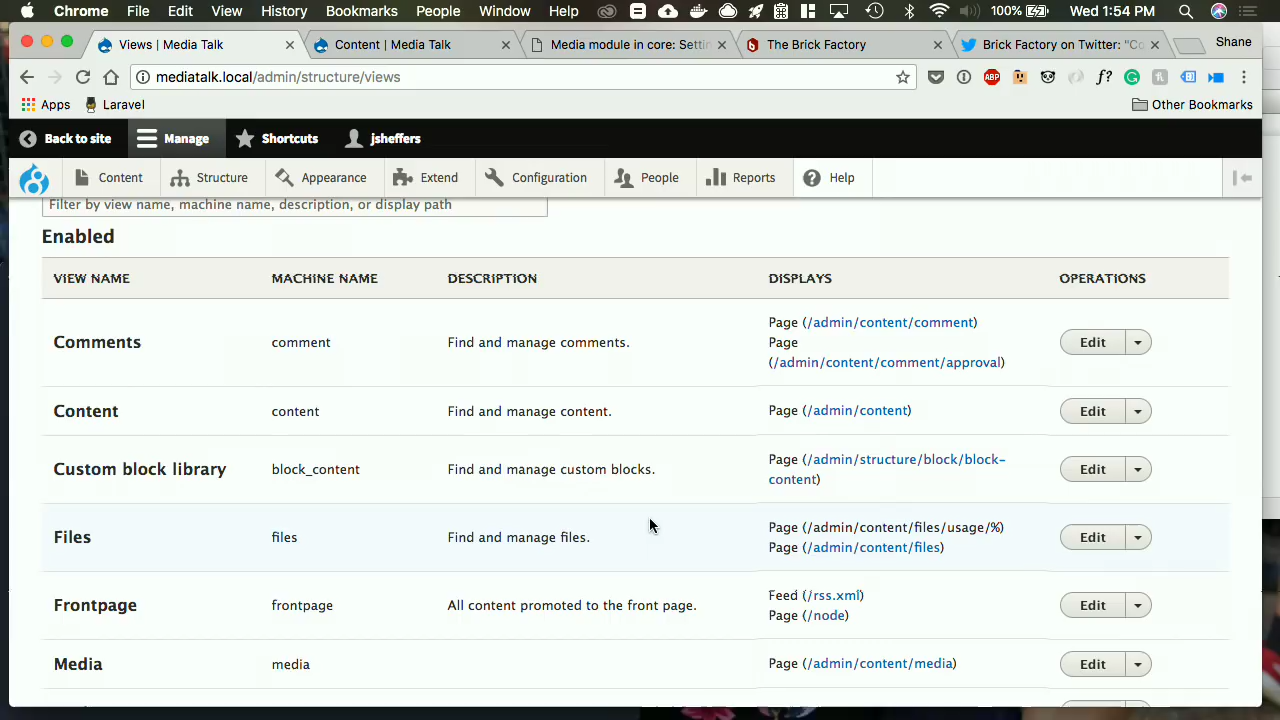 Chrome File Edit View History Bookmarks People Window Help 100% Wed 1:54 PM
Views | Media Talk Content | Media Talk Media module in core: Settin The Brick Factory Brick Factory on Twitter: "Co Shane
mediatalk.local/admin/structure/views ABP f?
Apps Laravel Other Bookmarks
Back to site Manage Shortcuts jsheffers
Content Structure Appearance Extend Configuration People Reports Help
Filter by view name, machine name, description, or display path
Enabled
VIEW NAME MACHINE NAME DESCRIPTION DISPLAYS OPERATIONS
Comments comment Find and manage comments. Page (/admin/content/comment)
Page
(/admin/content/comment/approval) Edit
Content content Find and manage content. Page (/admin/content) Edit
Custom block library block_content Find and manage custom blocks. Page (/admin/structure/block/block-
content) Edit
Files files Find and manage files. Page (/admin/content/files/usage/%)
Page (/admin/content/files) Edit
Frontpage frontpage All content promoted to the front page. Feed (/rss.xml)
Page (/node) Edit
Media media Page (/admin/content/media) Edit